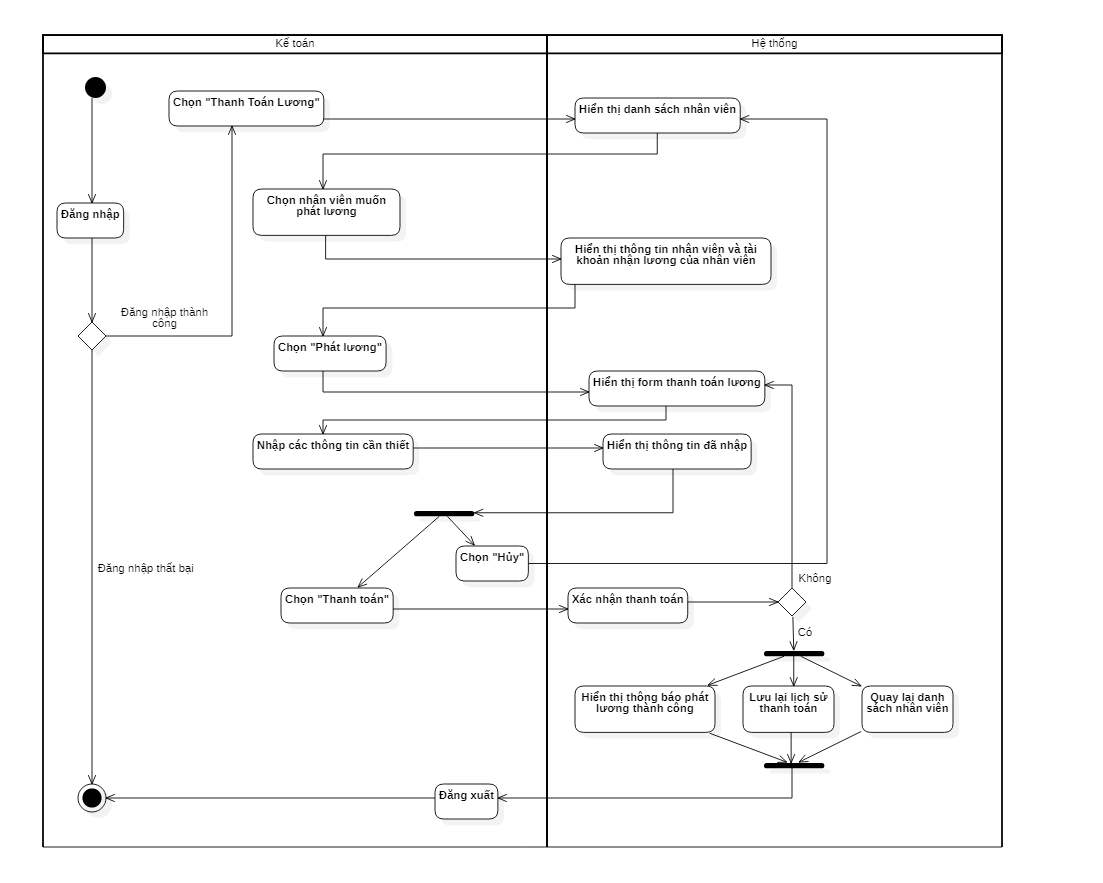 Kế toán
Hệ thống
Chọn "Thanh Toán Lương"
Hiển thị danh sách nhân viên
Chọn nhân viên muốn
phát lương
Đăng nhập
Hiển thị thông tin nhân viên và tài
khoản nhận lương của nhân viên
Đăng nhập thành
công
Chọn "Phát lương"
Hiển thị form thanh toán lương
Nhập các thông tin cần thiết
Hiển thị thông tin đã nhập
Chọn "Hủy"
Đăng nhập thất bại
Không
Chọn "Thanh toán"
Xác nhận thanh toán
Có
Hiển thị thông báo phát
lương thành công
Lưu lại lịch sử
thanh toán
Quay lại danh
sách nhân viên
Đăng xuất